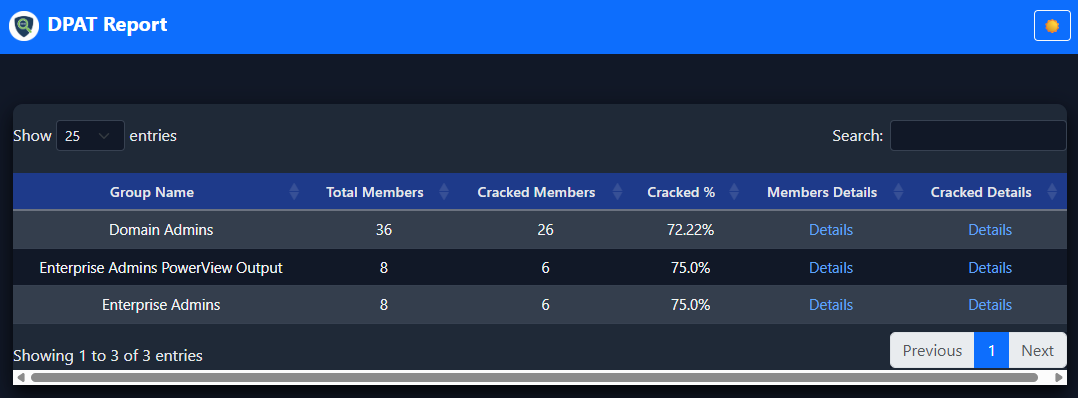 DPAT Report
Show 25 entries Search:
Group Name Total Members Cracked Members Cracked % Members Details Cracked Details
Domain Admins 36 26 72.22% Details Details
Enterprise Admins PowerView Output 8 6 75.0% Details Details
Enterprise Admins 8 6 75.0% Details Details
Showing 1 to 3 of 3 entries Previous 1 Next